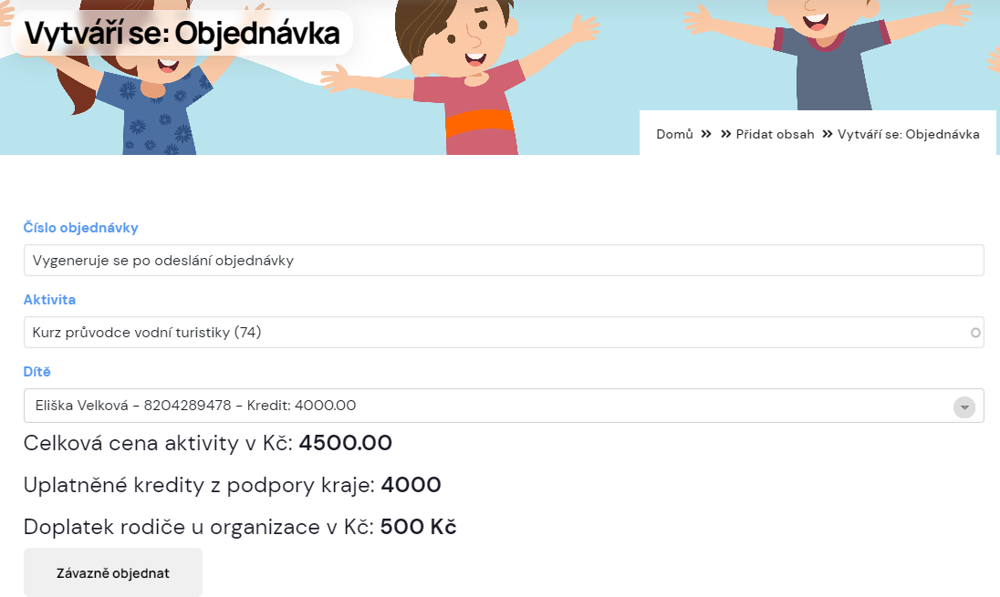 Vytváří se: Objednávka
Domů » » Přidat obsah » Vytváří se: Objednávka
Číslo objednávky
Vygeneruje se po odeslání objednávky
Aktivita
Kurz průvodce vodní turistiky (74)
Dítě
Eliška Velková - 8204289478 - Kredit: 4000.00
Celková cena aktivity v Kč: 4500.00
Uplatněné kredity z podpory kraje: 4000
Doplatek rodiče u organizace v Kč: 500 Kč
Závazně objednat